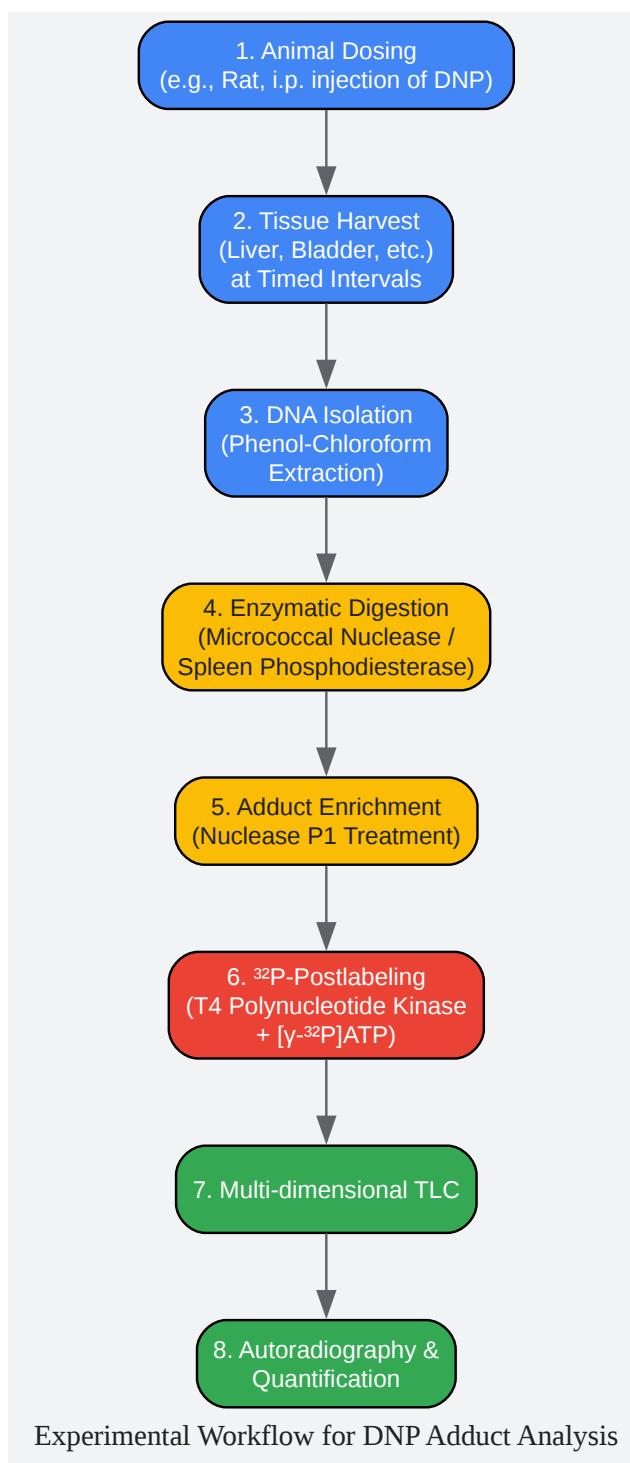 1. Animal Dosing
(e.g., Rat, i.p. injection of DNP)
2. Tissue Harvest
(Liver, Bladder, etc.)
at Timed Intervals
3. DNA Isolation
(Phenol-Chloroform
Extraction)
4. Enzymatic Digestion
(Micrococcal Nuclease /
Spleen Phosphodiesterase)
5. Adduct Enrichment
(Nuclease P1 Treatment)
6. ³²P-Postlabeling
(T4 Polynucleotide Kinase
+ [γ-³²P]ATP)
7. Multi-dimensional TLC
8. Autoradiography &
Quantification
Experimental Workflow for DNP Adduct Analysis